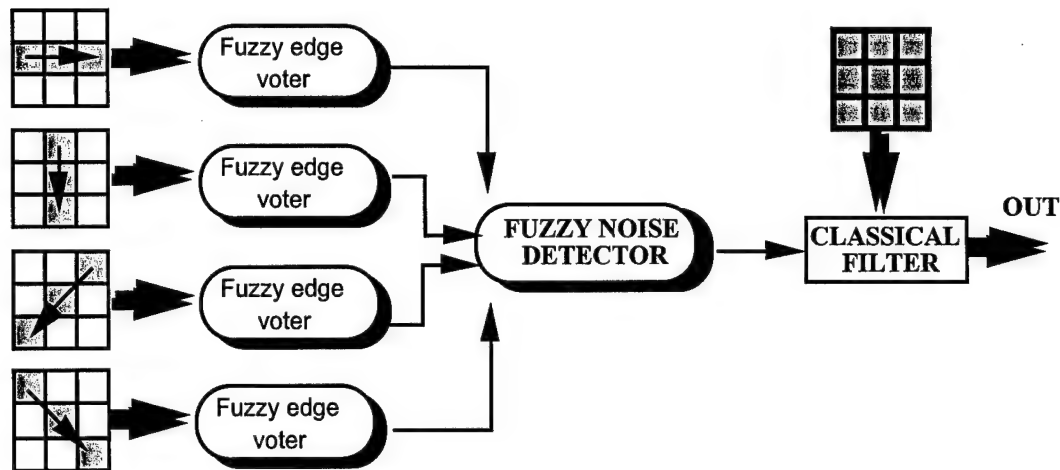 Fuzzy edge
voter
Fuzzy edge
voter
Fuzzy edge
voter
Fuzzy edge
voter
FUZZY NOISE
DETECTOR
CLASSICAL
FILTER
OUT